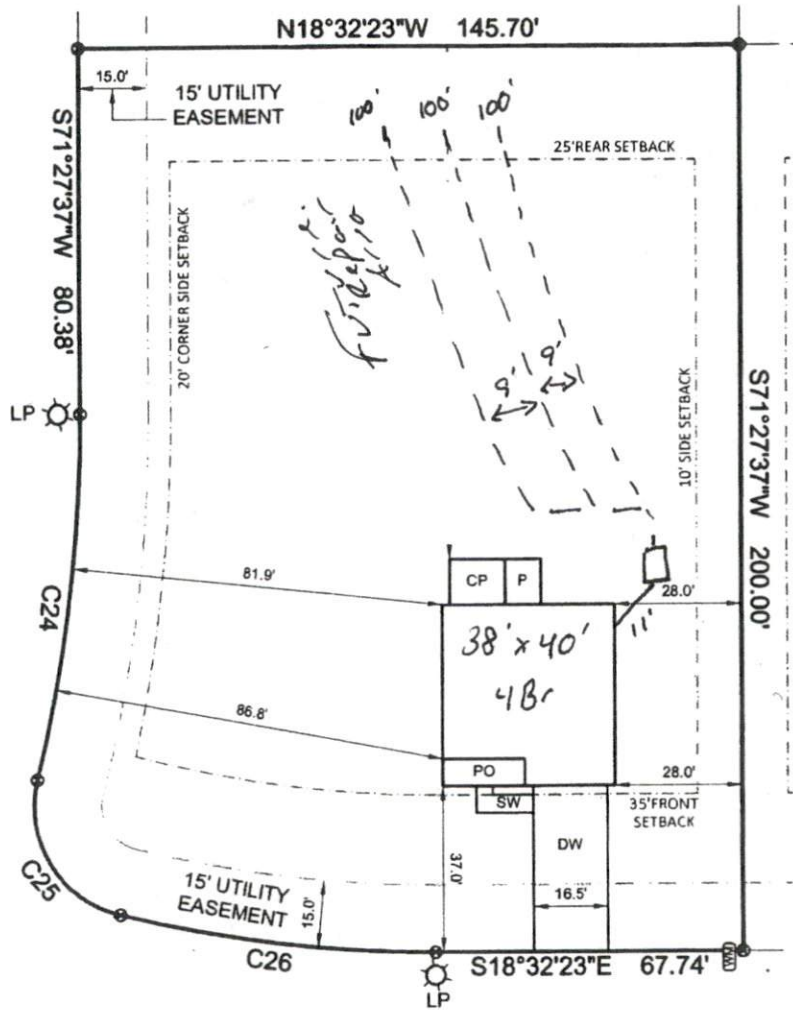 N18°32'23"W 145.70'
15.0'
15' UTILITY
EASEMENT
100' 100' 100'
25'REAR SETBACK
S71°27'37"W 80.38'
20' CORNER SIDE SETBACK
Repair
9' 9'
10' SIDE SETBACK
S71°27'37"W 200.00'
LP
CP P
81.9'
28.0'
11'
C24
38' x 40'
4Br
86.8'
PO
28.0'
SW
35'FRONT
SETBACK
DW
37.0'
C25
15' UTILITY
EASEMENT
15.0'
16.5'
C26
S18°32'23"E 67.74'
WM
LP